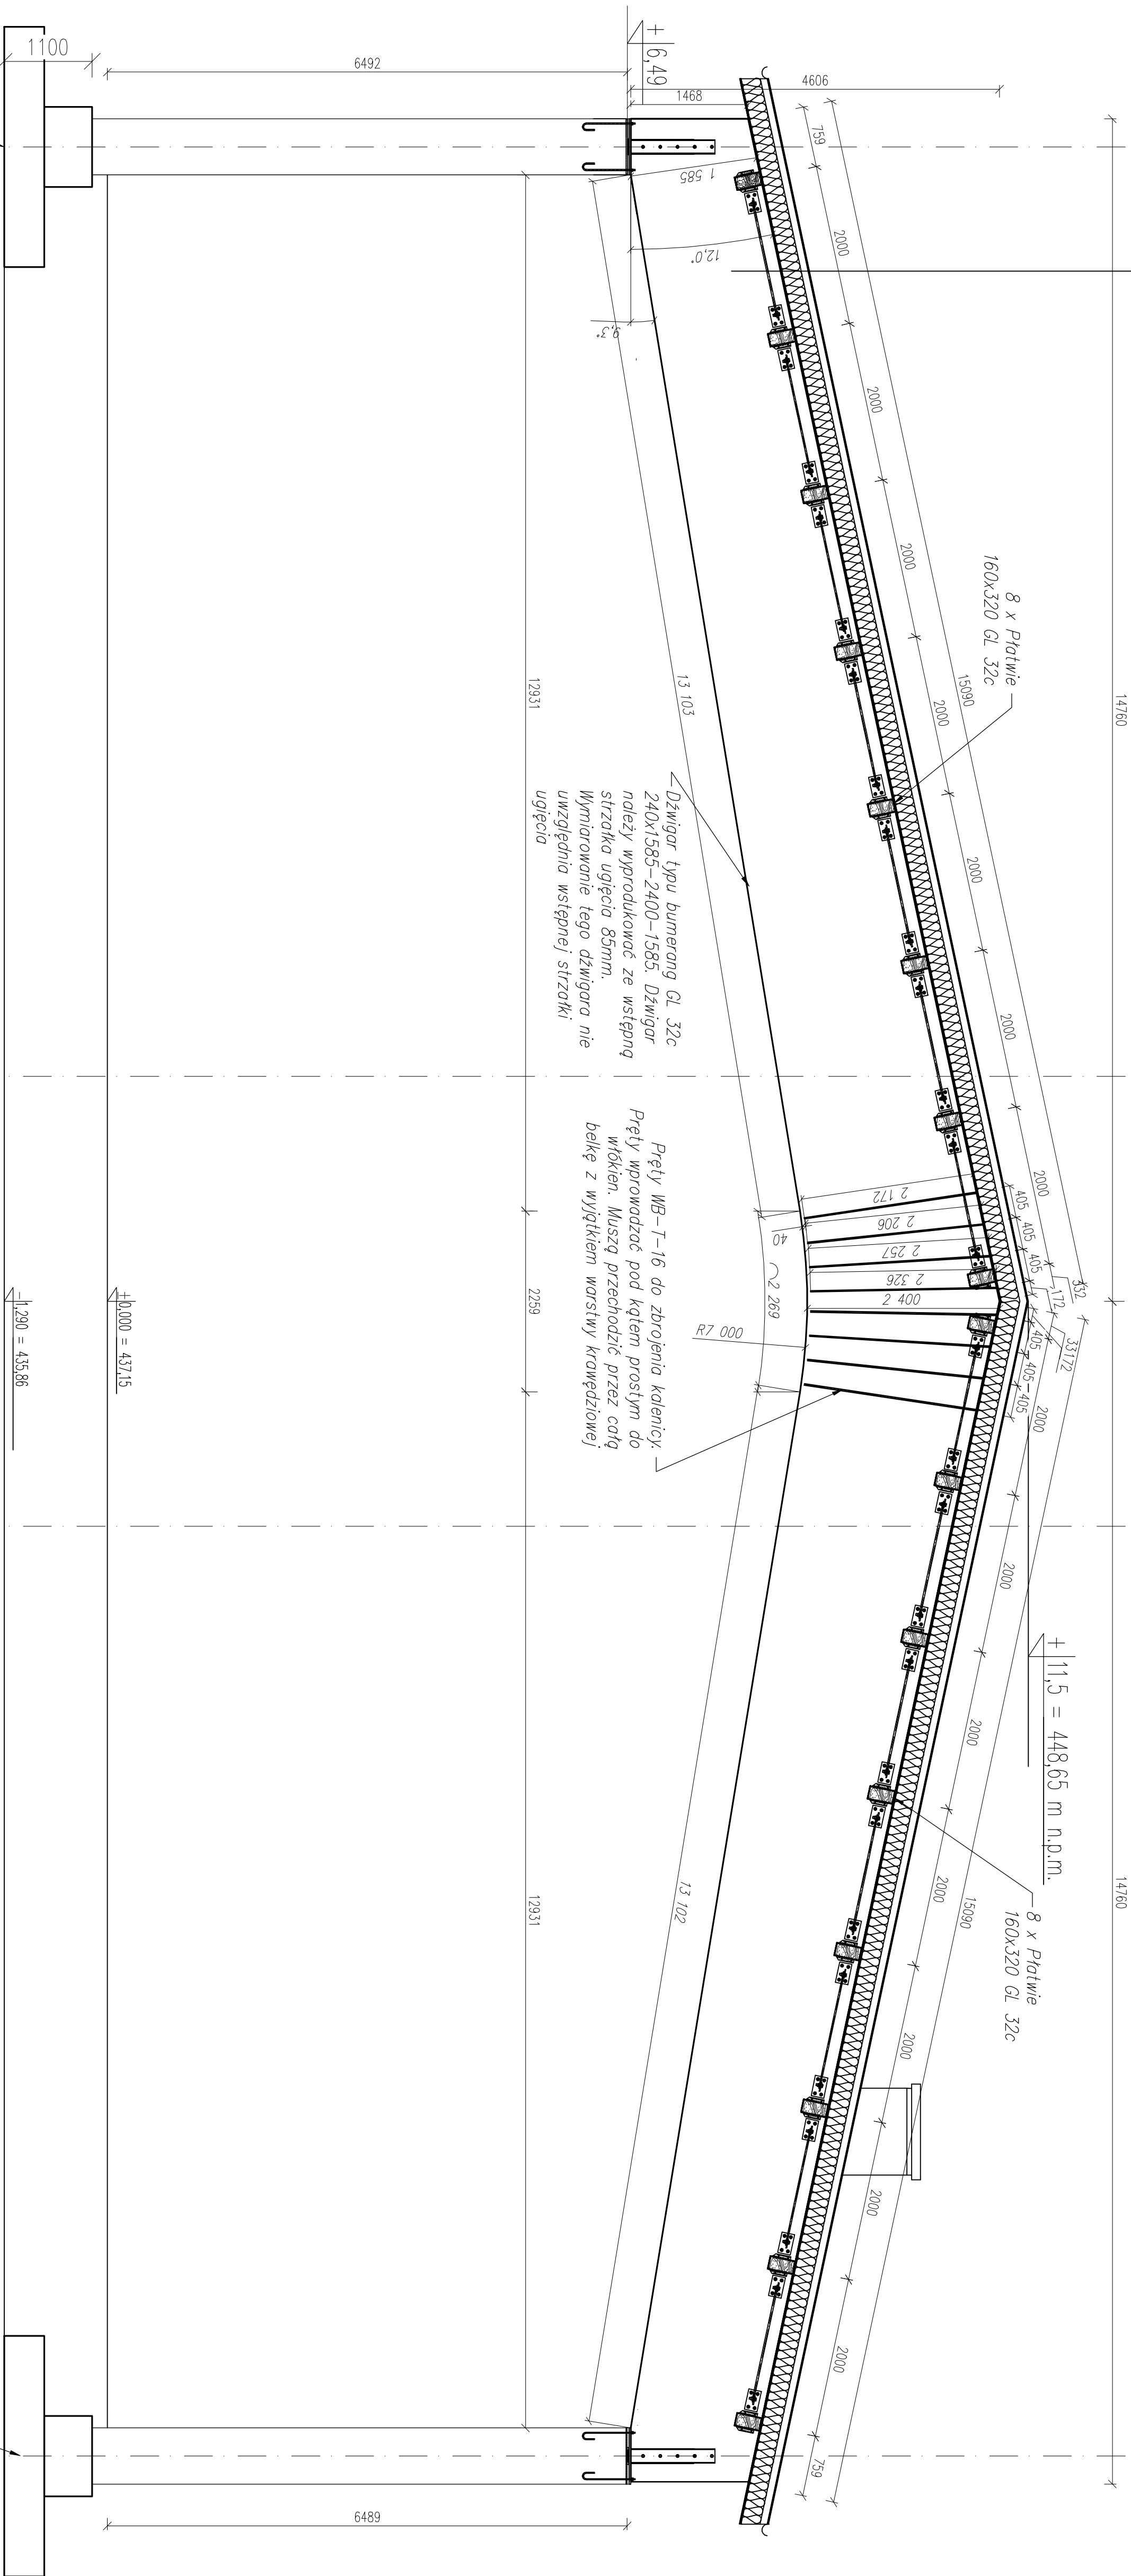 14760
14760
+ 11,5 = 448,65 m n.p.m.
15090
15090
8 x Płatwie
160x320 GL 32c
8 x Płatwie
160x320 GL 32c
759
2000
2000
2000
2000
2000
2000
2000
332
172
33172
405
405
405
405
405
405
2000
2000
2000
2000
2000
2000
2000
759
4606
1468
+ 6,49
1 585
12,0°
9,3°
2 172
2 206
2 257
2 326
2 400
40
2 269
R7 000
13 103
13 102
Dźwigar typu bumerang GL 32c
240x1585-2400-1585. Dźwigar
należy wyprodukować ze wstępną
strzałka ugięcia 85mm.
Wymiarowanie tego dźwigara nie
uwzględnia wstępnej strzałki
ugięcia
Pręty WB-T-16 do zbrojenia kalenicy.
Pręty wprowadzać pod kątem prostym do
włókien. Muszą przechodzić przez całą
belkę z wyjątkiem warstwy krawędziowej
12931
2259
12931
6492
6489
1100
±0,000 = 437,15
-1,290 = 435,86